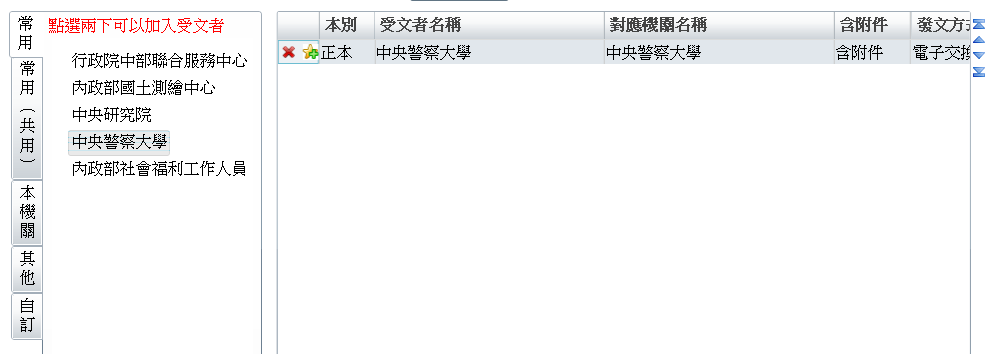 常用
常用（共用）
本機關
其他
自訂
點選兩下可以加入受文者
行政院中部聯合服務中心
內政部國土測繪中心
中央研究院
中央警察大學
內政部社會福利工作人員
本別 受文者名稱 對應機關名稱 含附件 發文方式
正本 中央警察大學 中央警察大學 含附件 電子交換